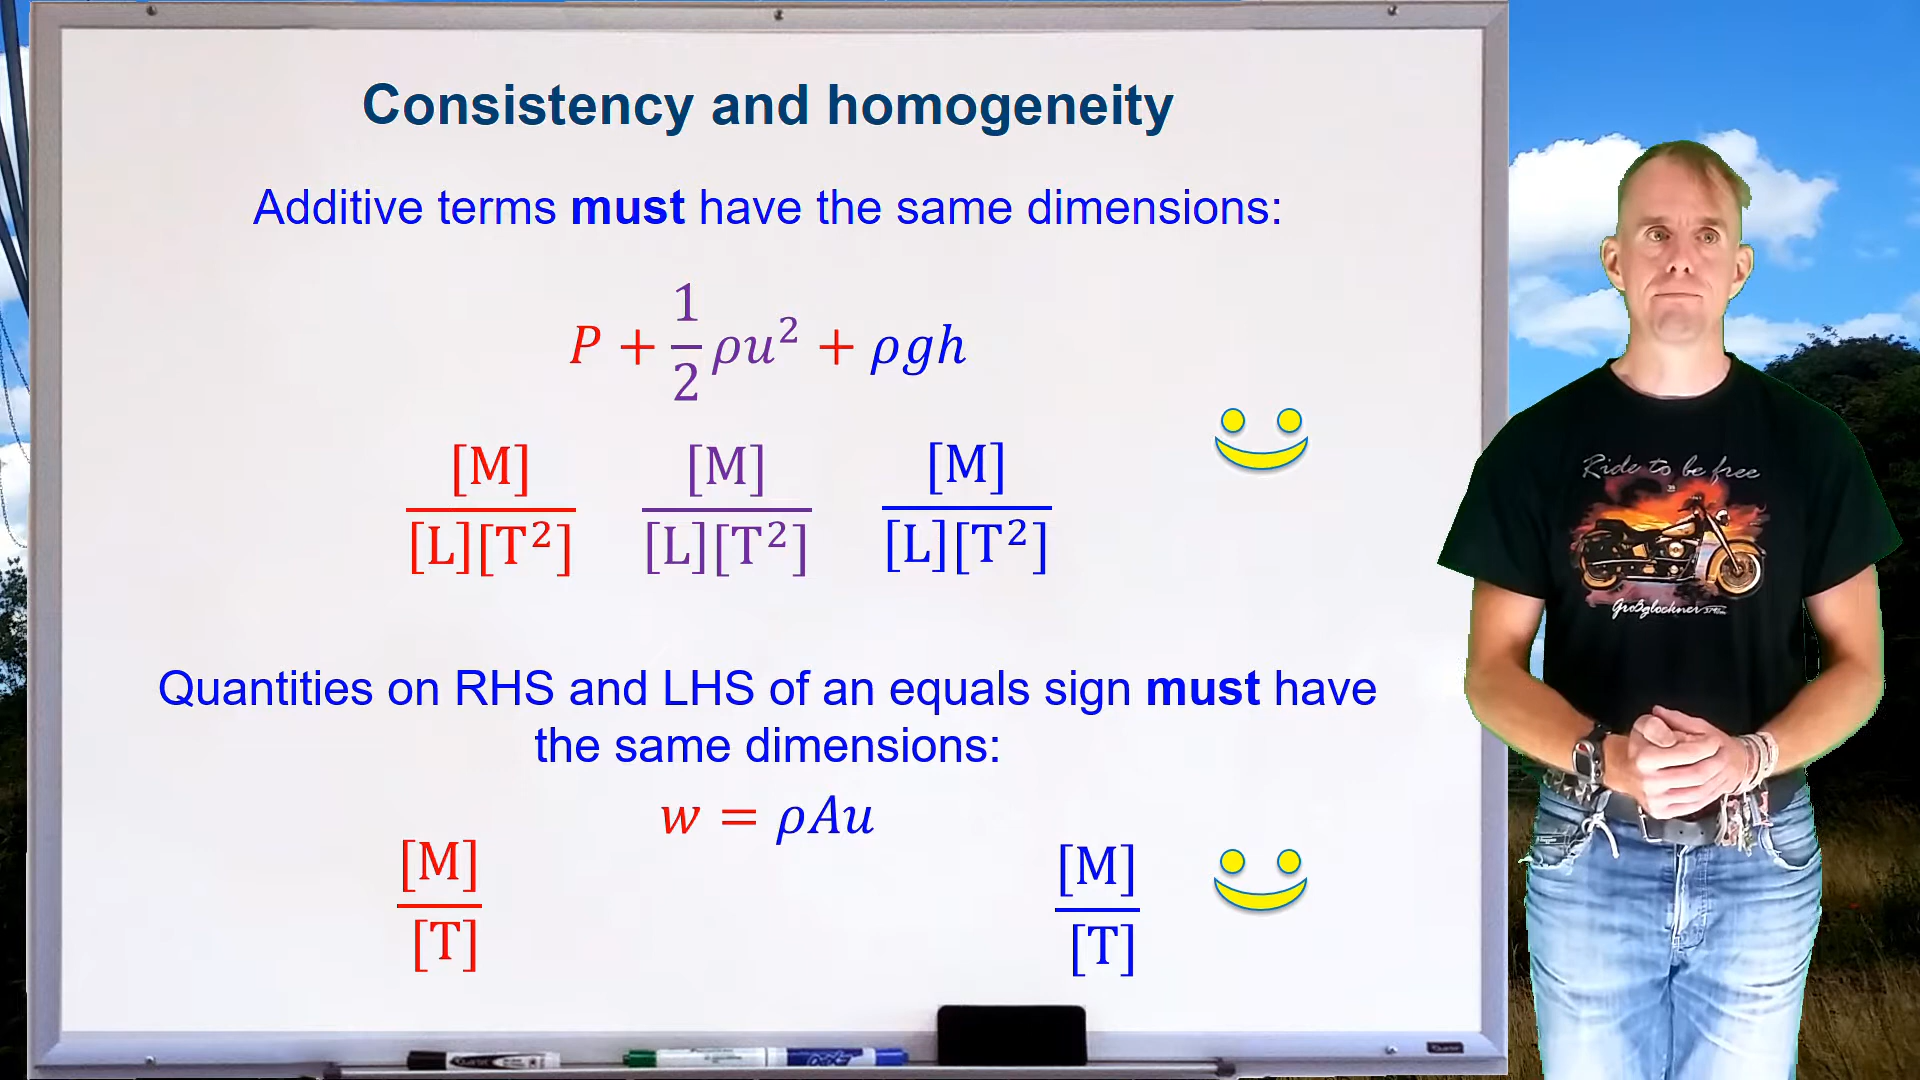 Consistency and homogeneity
Additive terms must have the same dimensions:
P + 1/2 ρu² + ρgh
[M]/[L][T²] [M]/[L][T²] [M]/[L][T²]
Quantities on RHS and LHS of an equals sign must have
the same dimensions:
w = ρAu
[M]/[T] [M]/[T]
Ride to be free
Großglockner